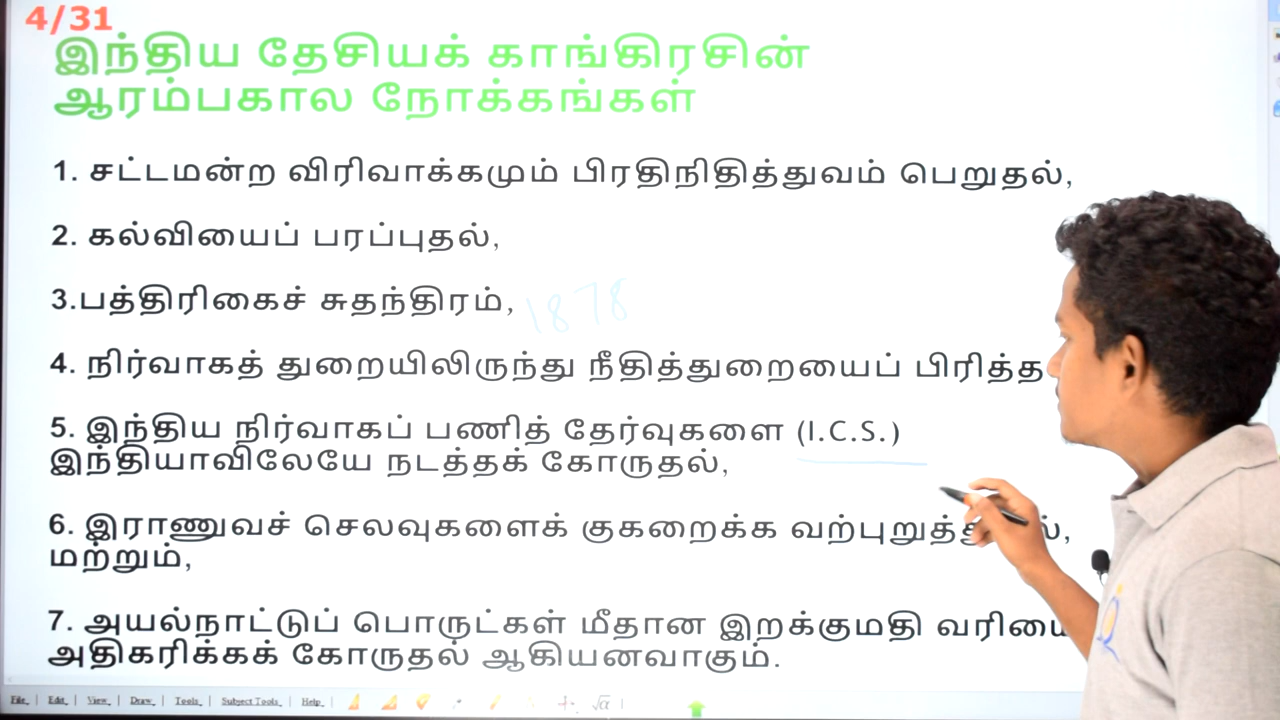 4/31
இந்திய தேசியக் காங்கிரசின்
ஆரம்பகால நோக்கங்கள்
1. சட்டமன்ற விரிவாக்கமும் பிரதிநிதித்துவம் பெறுதல்,
2. கல்வியைப் பரப்புதல்,
3.பத்திரிகைச் சுதந்திரம், 1878
4. நிர்வாகத் துறையிலிருந்து நீதித்துறையைப் பிரித்த
5. இந்திய நிர்வாகப் பணித் தேர்வுகளை (I.C.S.)
இந்தியாவிலேயே நடத்தக் கோருதல்,
6. இராணுவச் செலவுகளைக் குகறைக்க
மற்றும்,
7. அயல்நாட்டுப் பொருட்கள் மீதான இறக்குமதி
அதிகரிக்கக் கோருதல் ஆகியனவாகும்.
File Edit View Draw Tools Subject Tools Help